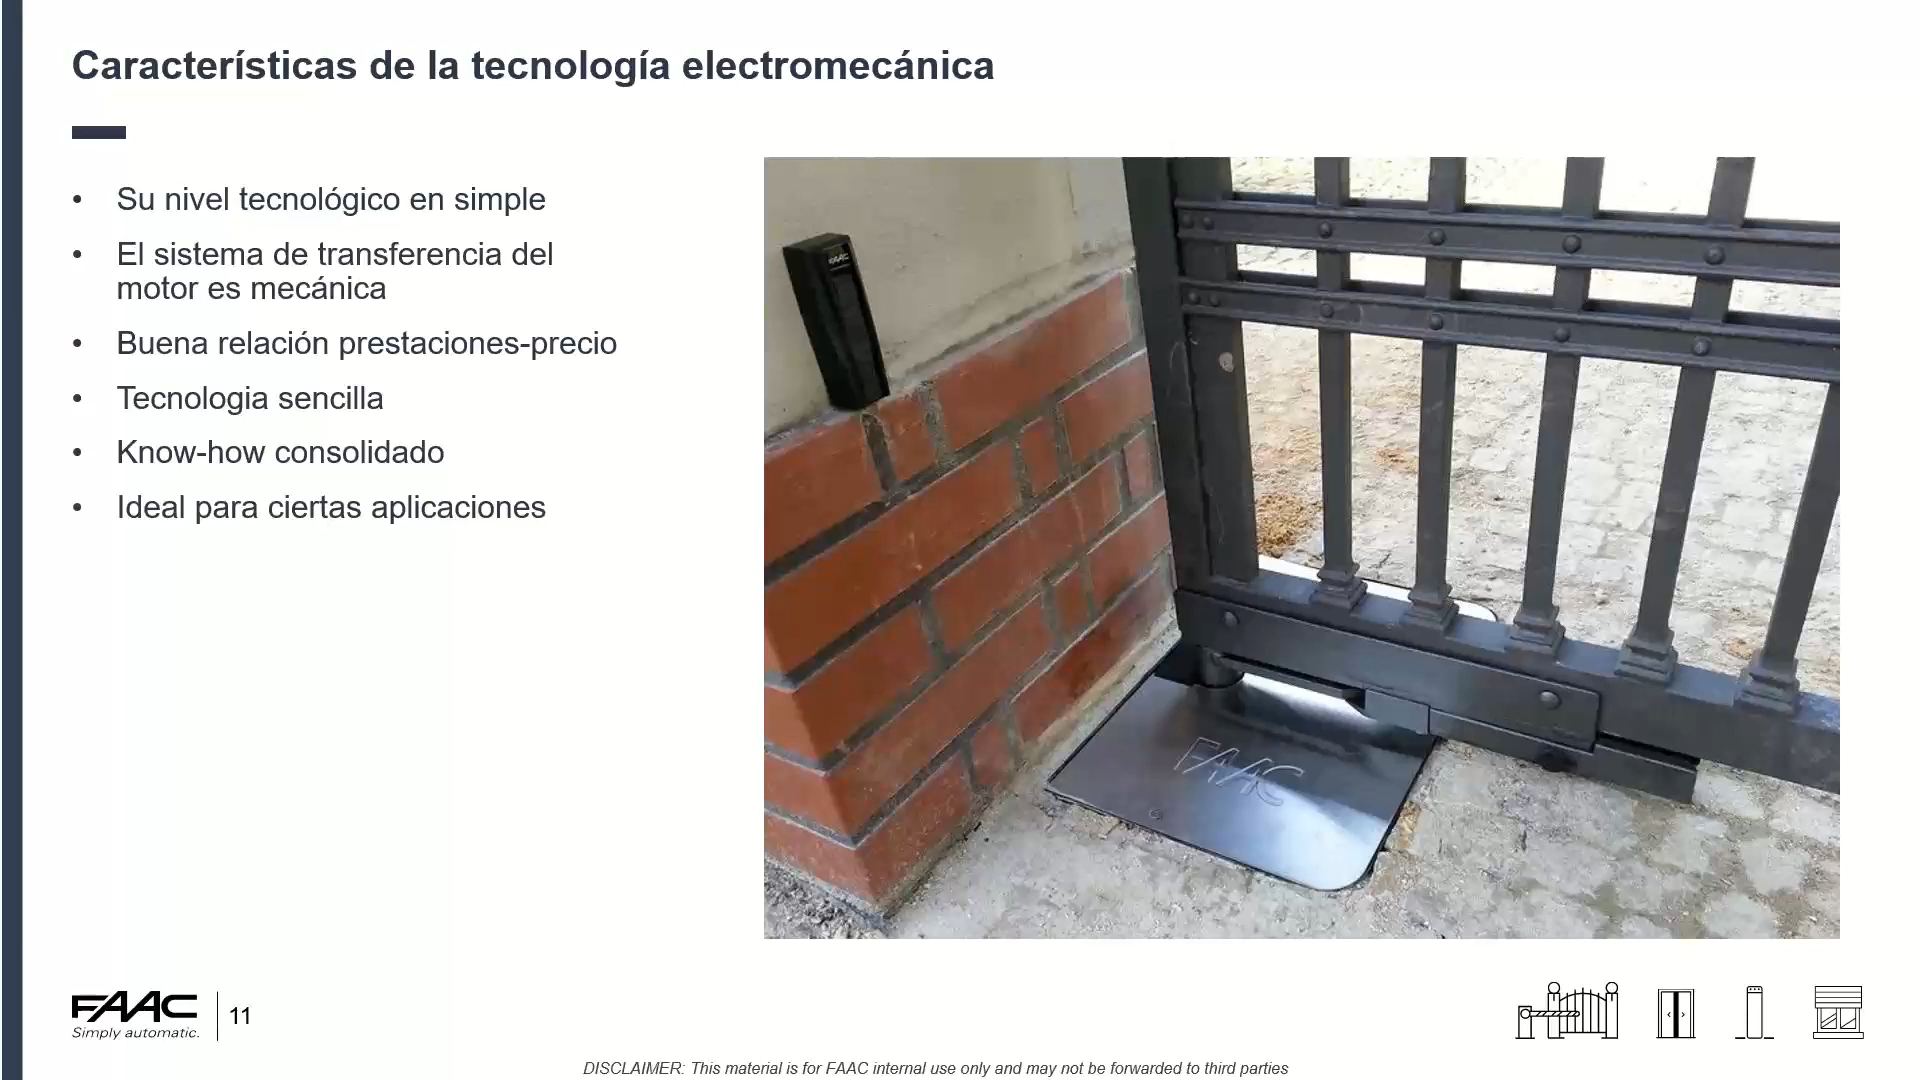 Características de la tecnología electromecánica
• Su nivel tecnológico en simple
• El sistema de transferencia del
motor es mecánica
• Buena relación prestaciones-precio
• Tecnologia sencilla
• Know-how consolidado
• Ideal para ciertas aplicaciones
FAAC
FAAC
FAAC
Simply automatic.
11
DISCLAIMER: This material is for FAAC internal use only and may not be forwarded to third parties